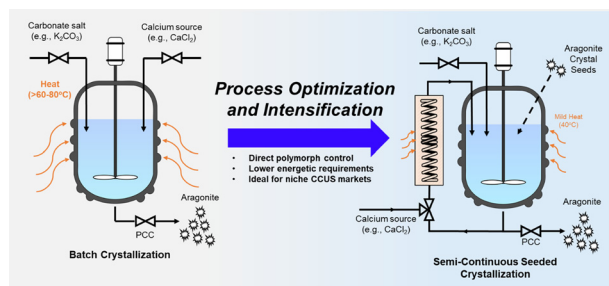 Carbonate salt
(e.g., K2CO3)
Calcium source
(e.g., CaCl2)
Heat
(>60-80ºC)
PCC
Aragonite
Batch Crystallization
Process Optimization
and Intensification
• Direct polymorph control
• Lower energetic requirements
• Ideal for niche CCUS markets
Carbonate salt
(e.g., K2CO3)
Aragonite
Crystal
Seeds
Mild Heat
(40ºC)
Calcium source
(e.g., CaCl2)
PCC
Aragonite
Semi-Continuous Seeded
Crystallization